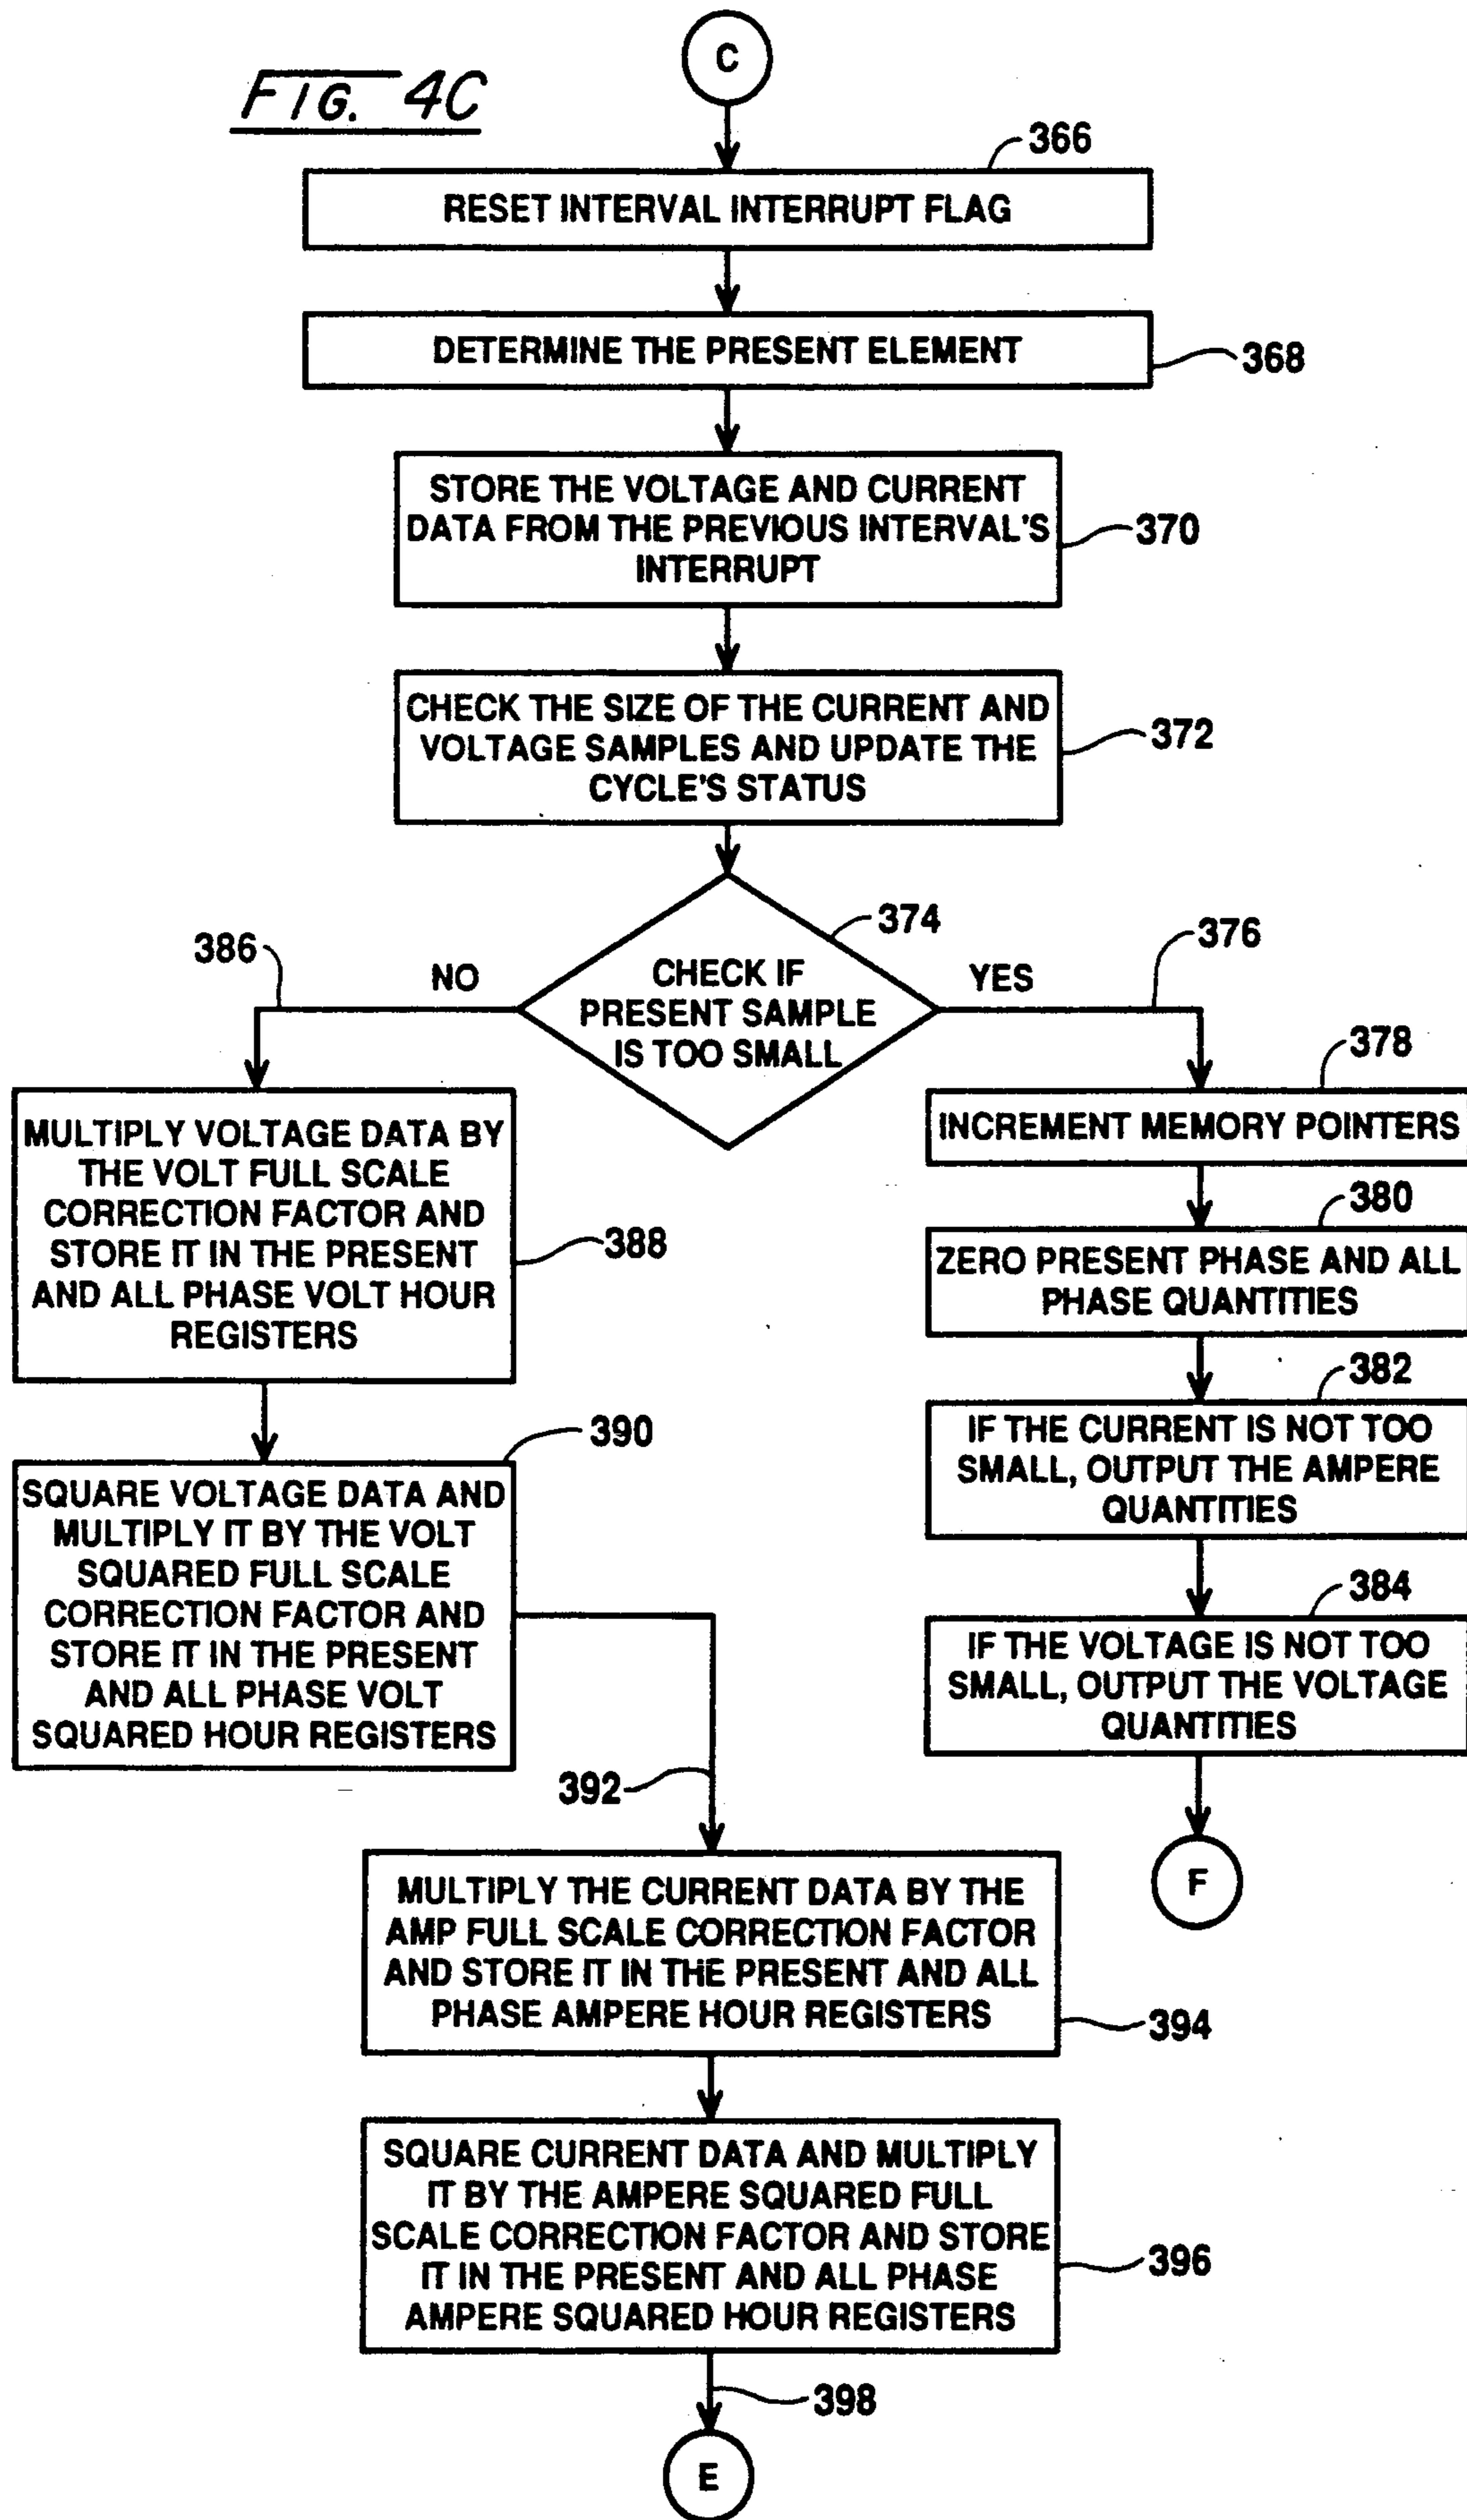 C
FIG. 4C
366
RESET INTERVAL INTERRUPT FLAG
DETERMINE THE PRESENT ELEMENT
368
STORE THE VOLTAGE AND CURRENT
DATA FROM THE PREVIOUS INTERVAL'S
INTERRUPT
370
CHECK THE SIZE OF THE CURRENT AND
VOLTAGE SAMPLES AND UPDATE THE
CYCLE'S STATUS
372
374
CHECK IF
PRESENT SAMPLE
IS TOO SMALL
386
NO
YES
376
MULTIPLY VOLTAGE DATA BY
THE VOLT FULL SCALE
CORRECTION FACTOR AND
STORE IT IN THE PRESENT
AND ALL PHASE VOLT HOUR
REGISTERS
388
390
SQUARE VOLTAGE DATA AND
MULTIPLY IT BY THE VOLT
SQUARED FULL SCALE
CORRECTION FACTOR AND
STORE IT IN THE PRESENT
AND ALL PHASE VOLT
SQUARED HOUR REGISTERS
378
INCREMENT MEMORY POINTERS
380
ZERO PRESENT PHASE AND ALL
PHASE QUANTITIES
382
IF THE CURRENT IS NOT TOO
SMALL, OUTPUT THE AMPERE
QUANTITIES
384
IF THE VOLTAGE IS NOT TOO
SMALL, OUTPUT THE VOLTAGE
QUANTITIES
F
392
MULTIPLY THE CURRENT DATA BY THE
AMP FULL SCALE CORRECTION FACTOR
AND STORE IT IN THE PRESENT AND ALL
PHASE AMPERE HOUR REGISTERS
394
SQUARE CURRENT DATA AND MULTIPLY
IT BY THE AMPERE SQUARED FULL
SCALE CORRECTION FACTOR AND STORE
IT IN THE PRESENT AND ALL PHASE
AMPERE SQUARED HOUR REGISTERS
396
398
E